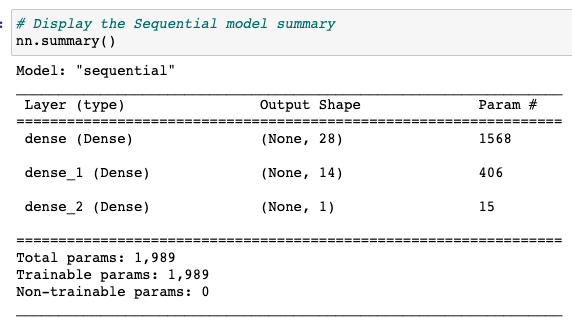 # Display the Sequential model summary
nn.summary()
Model: "sequential"
Layer (type) Output Shape Param #
=================================================================
dense (Dense) (None, 28) 1568
dense_1 (Dense) (None, 14) 406
dense_2 (Dense) (None, 1) 15
=================================================================
Total params: 1,989
Trainable params: 1,989
Non-trainable params: 0